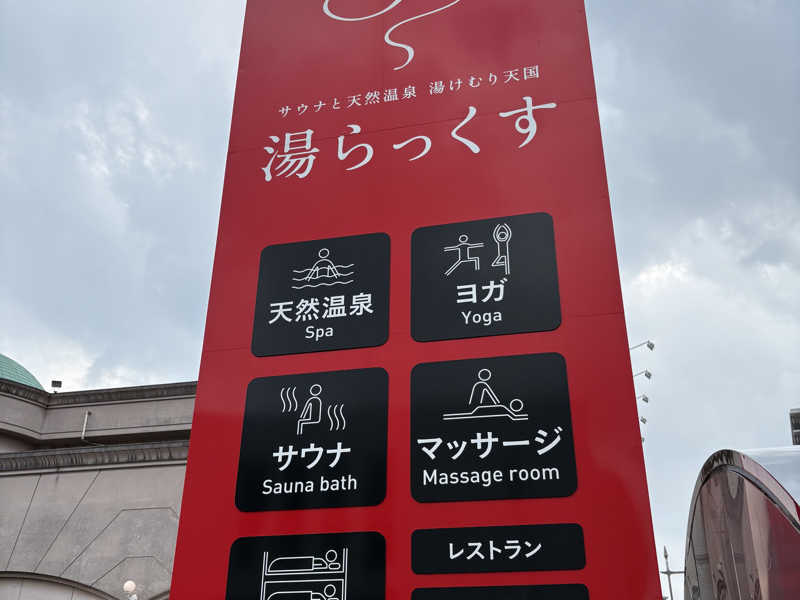 サウナと天然温泉 湯けむり天国
湯らっくす
天然温泉
Spa
ヨガ
Yoga
サウナ
Sauna bath
マッサージ
Massage room
レストラン